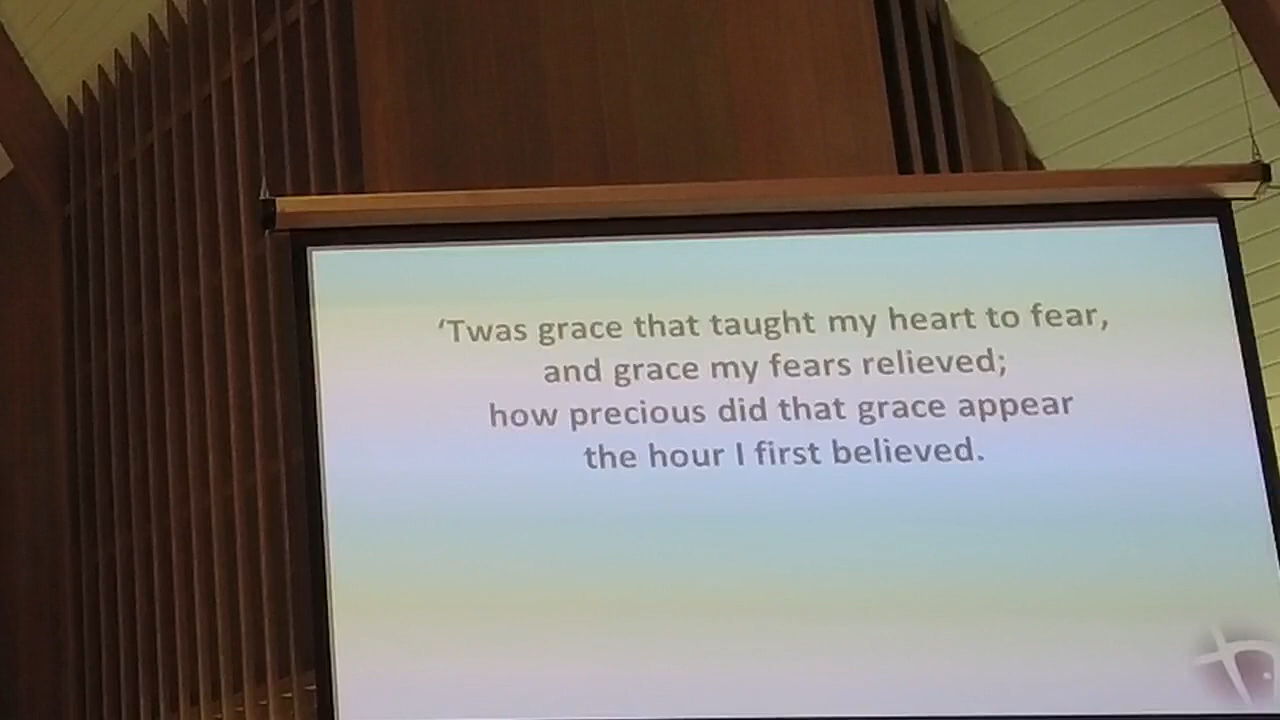 ‘Twas grace that taught my heart to fear,
and grace my fears relieved;
how precious did that grace appear
the hour I first believed.